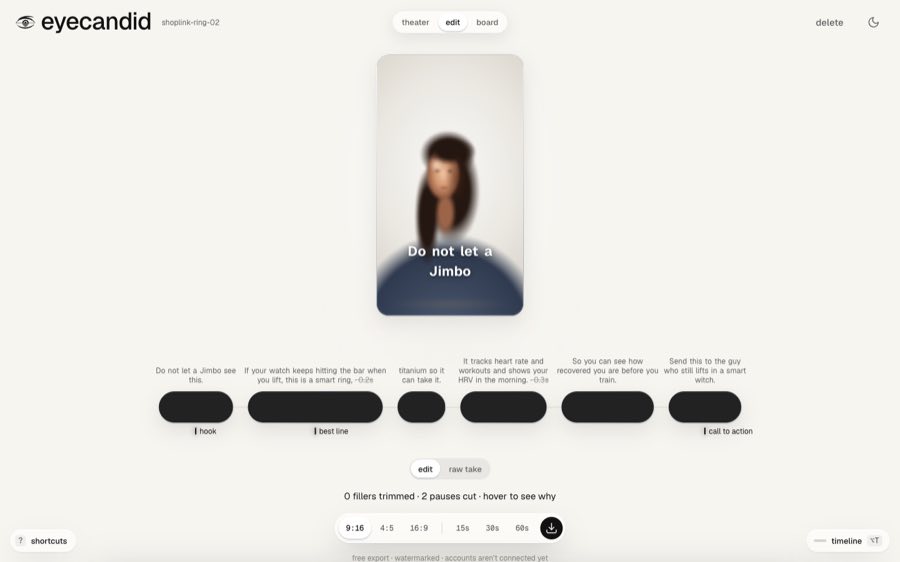 eyecandid
shoplink-ring-02
theater
edit
board
delete
Do not let a
Jimbo
Do not let a Jimbo see
this.
If your watch keeps hitting the bar when
you lift, this is a smart ring, -0.2s
titanium so it
can take it.
It tracks heart rate and
workouts and shows your
HRV in the morning. -0.3s
So you can see how
recovered you are before you
train.
Send this to the guy
who still lifts in a smart
witch.
hook
best line
call to action
edit
raw take
0 fillers trimmed · 2 pauses cut · hover to see why
9:16
4:5
16:9
15s
30s
60s
? shortcuts
timeline ⌥T
free export · watermarked · accounts aren't connected yet